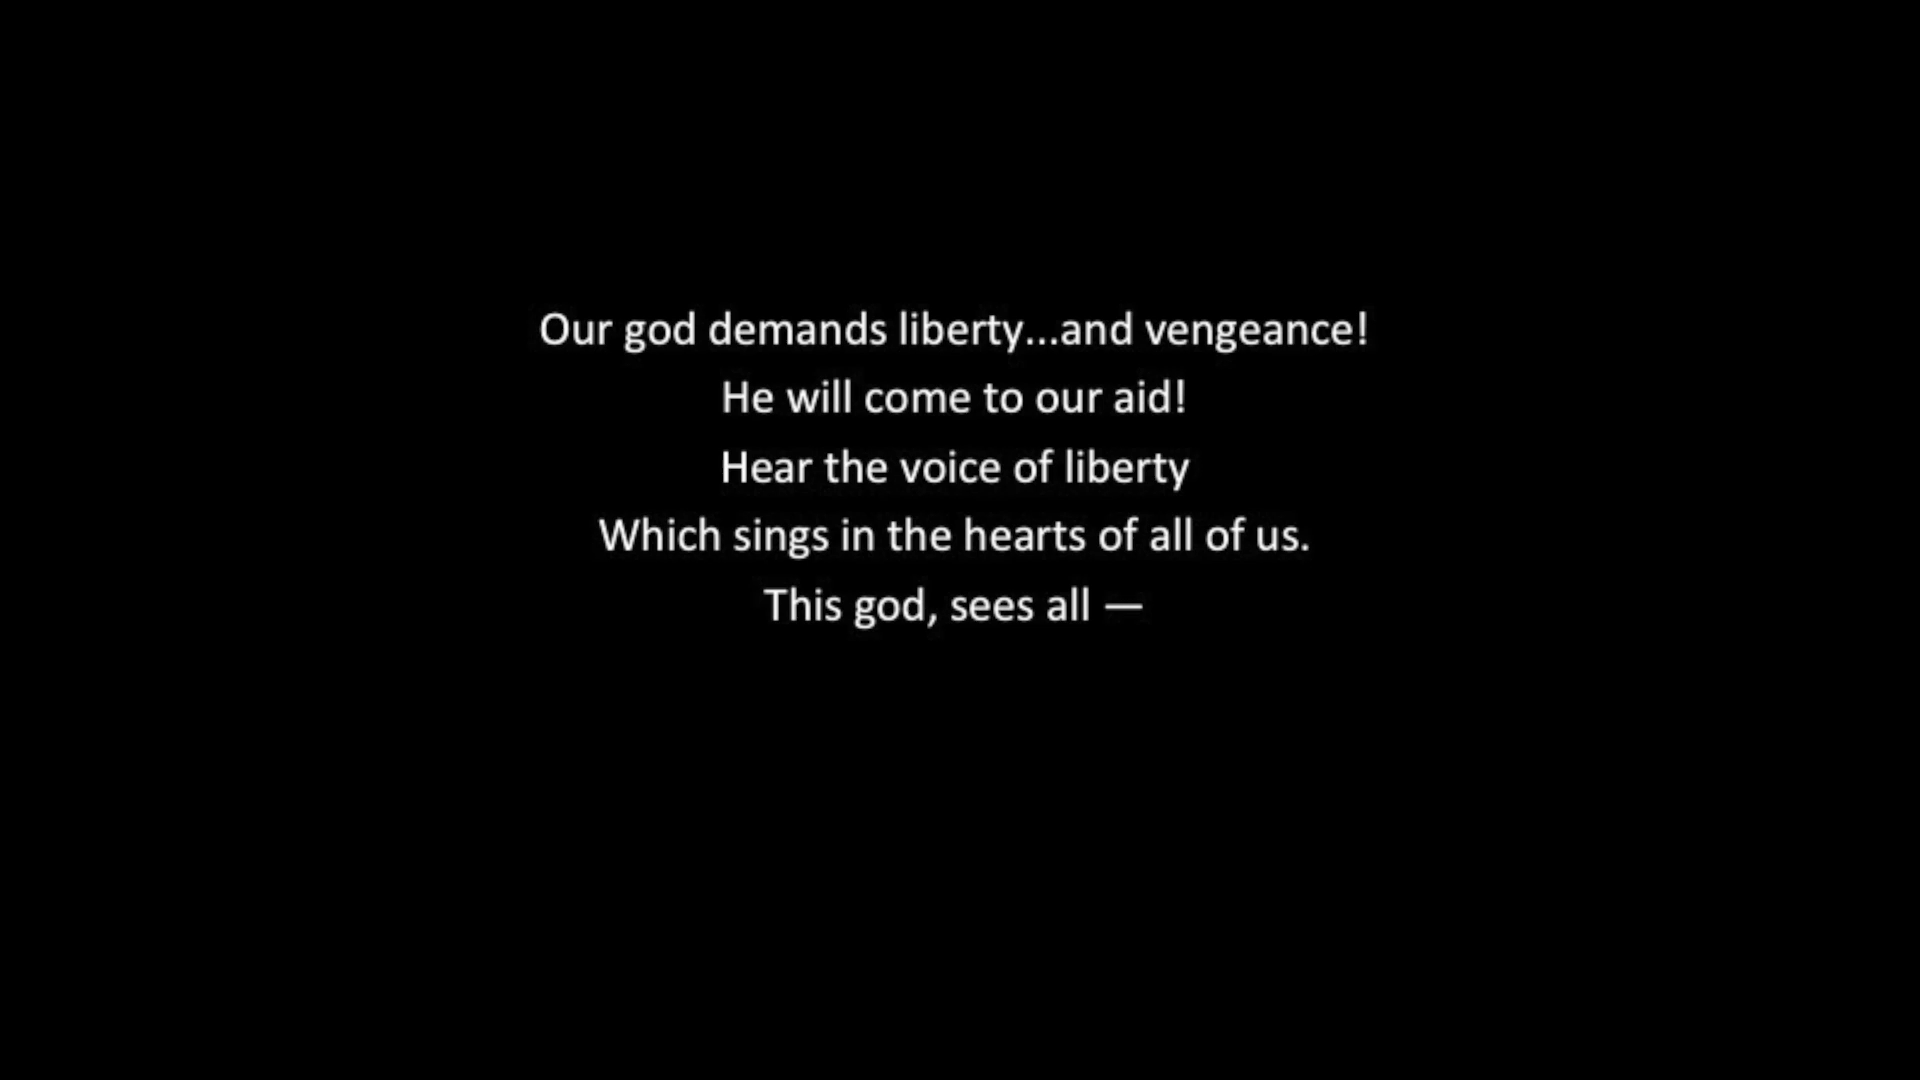 Our god demands liberty...and vengeance!
He will come to our aid!
Hear the voice of liberty
Which sings in the hearts of all of us.
This god, sees all —